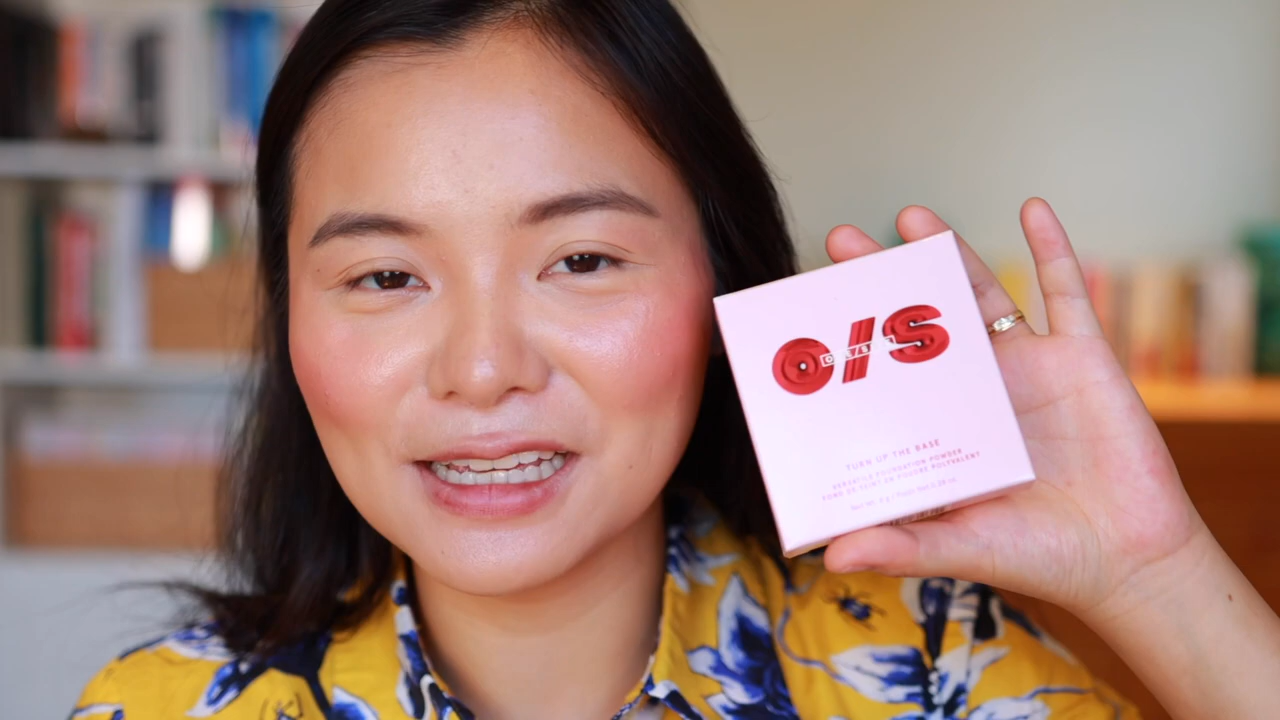 O/S
ONE/SIZE
TURN UP THE BASE
VERSATILE FOUNDATION POWDER
FOND DE TEINT EN POUDRE POLYVALENT